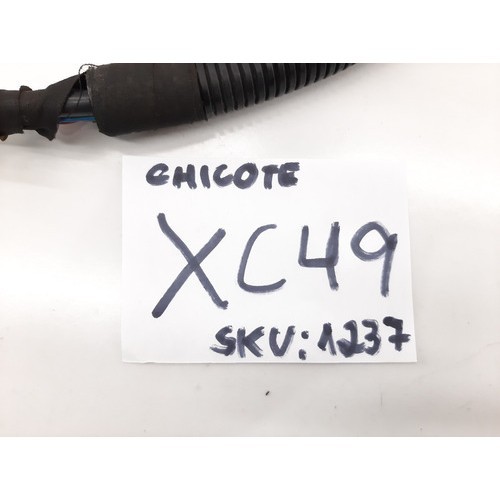 CHICOTE
XC49
SKU: 1237